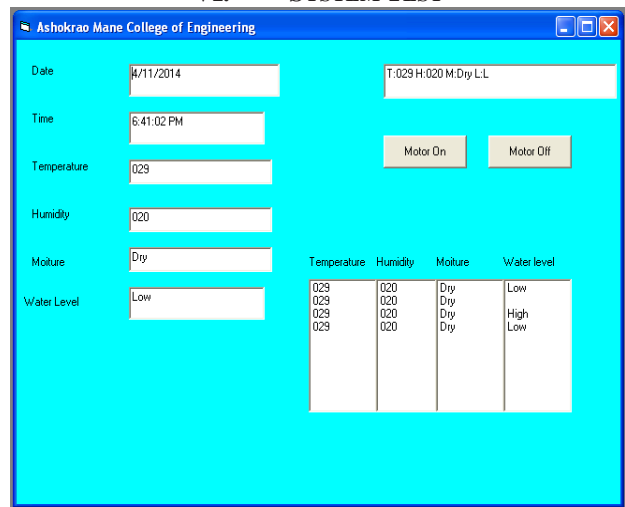 Ashokrao Mane College of Engineering
Date 4/11/2014
T:029 H:020 M:Dry L:L
Time 6:41:02 PM
Motor On Motor Off
Temperature 029
Humidity 020
Moiture Dry
Water Level Low
Temperature Humidity Moiture Water level
029 020 Dry Low
029 020 Dry
029 020 Dry High
029 020 Dry Low